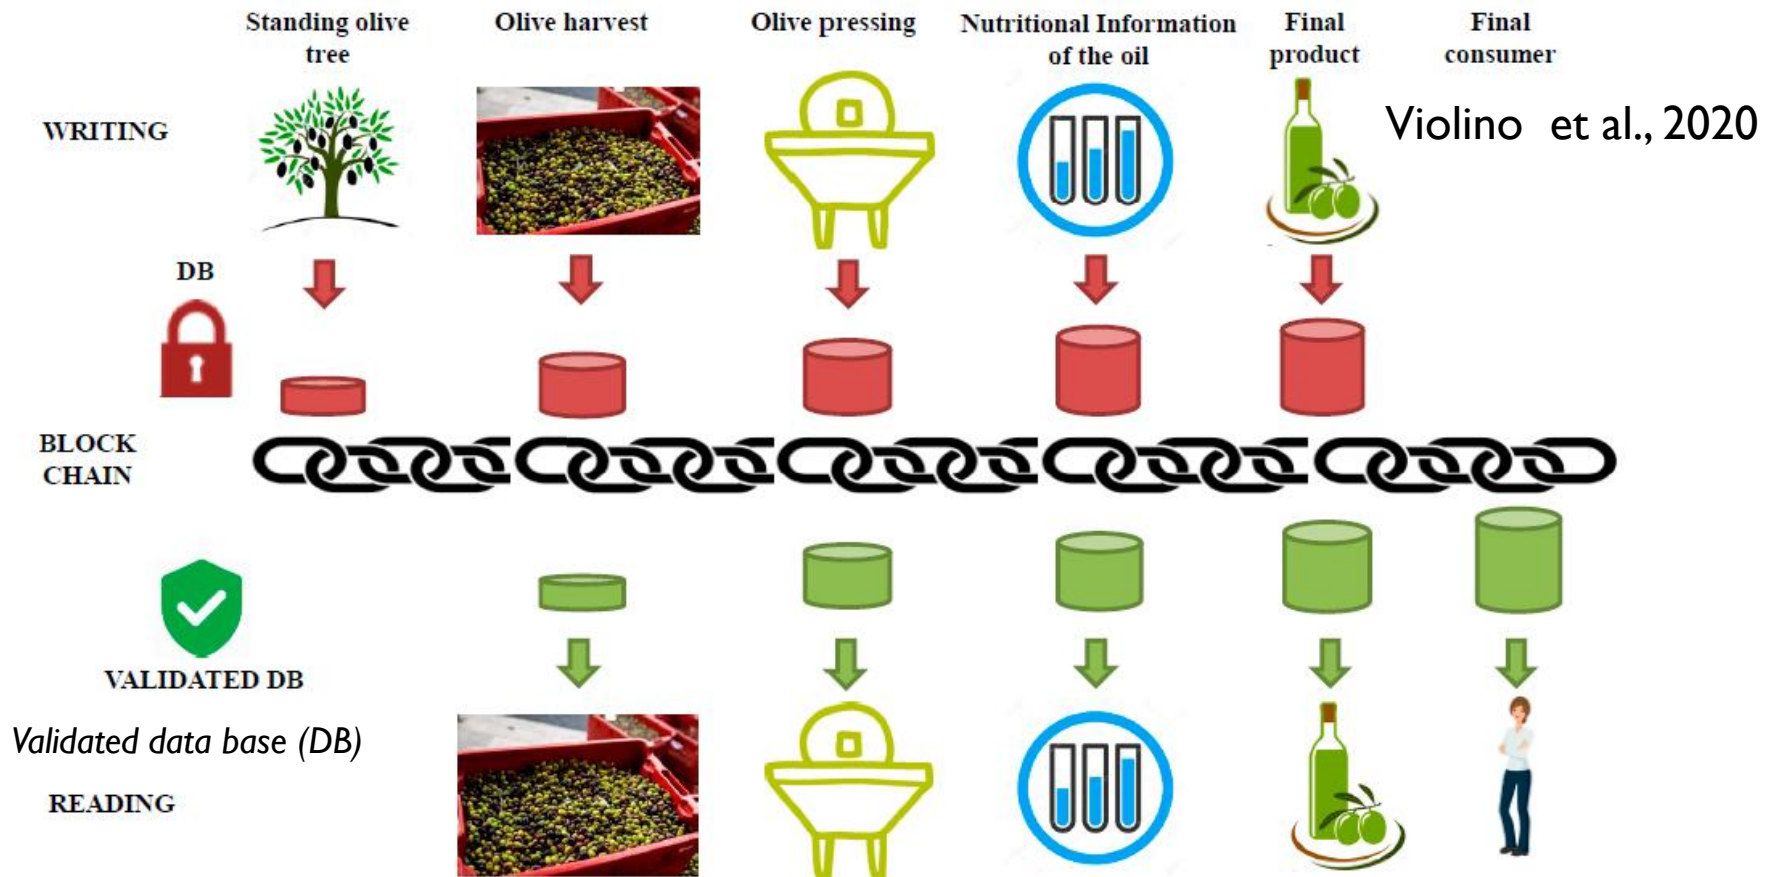 Standing olive
tree
Olive harvest
Olive pressing
Nutritional Information
of the oil
Final
product
Final
consumer
WRITING
Violino et al., 2020
DB
BLOCK
CHAIN
VALIDATED DB
Validated data base (DB)
READING